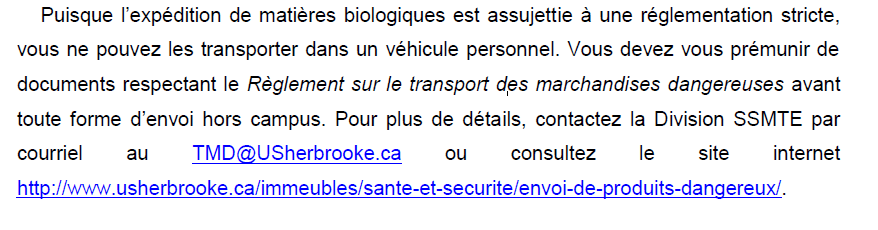 Puisque l'expédition de matières biologiques est assujettie à une réglementation stricte,
vous ne pouvez les transporter dans un véhicule personnel. Vous devez vous prémunir de
documents respectant le Règlement sur le transport des marchandises dangereuses avant
toute forme d'envoi hors campus. Pour plus de détails, contactez la Division SSMTE par
courriel au TMD@USherbrooke.ca ou consultez le site internet
http://www.usherbrooke.ca/immeubles/sante-et-securite/envoi-de-produits-dangereux/.